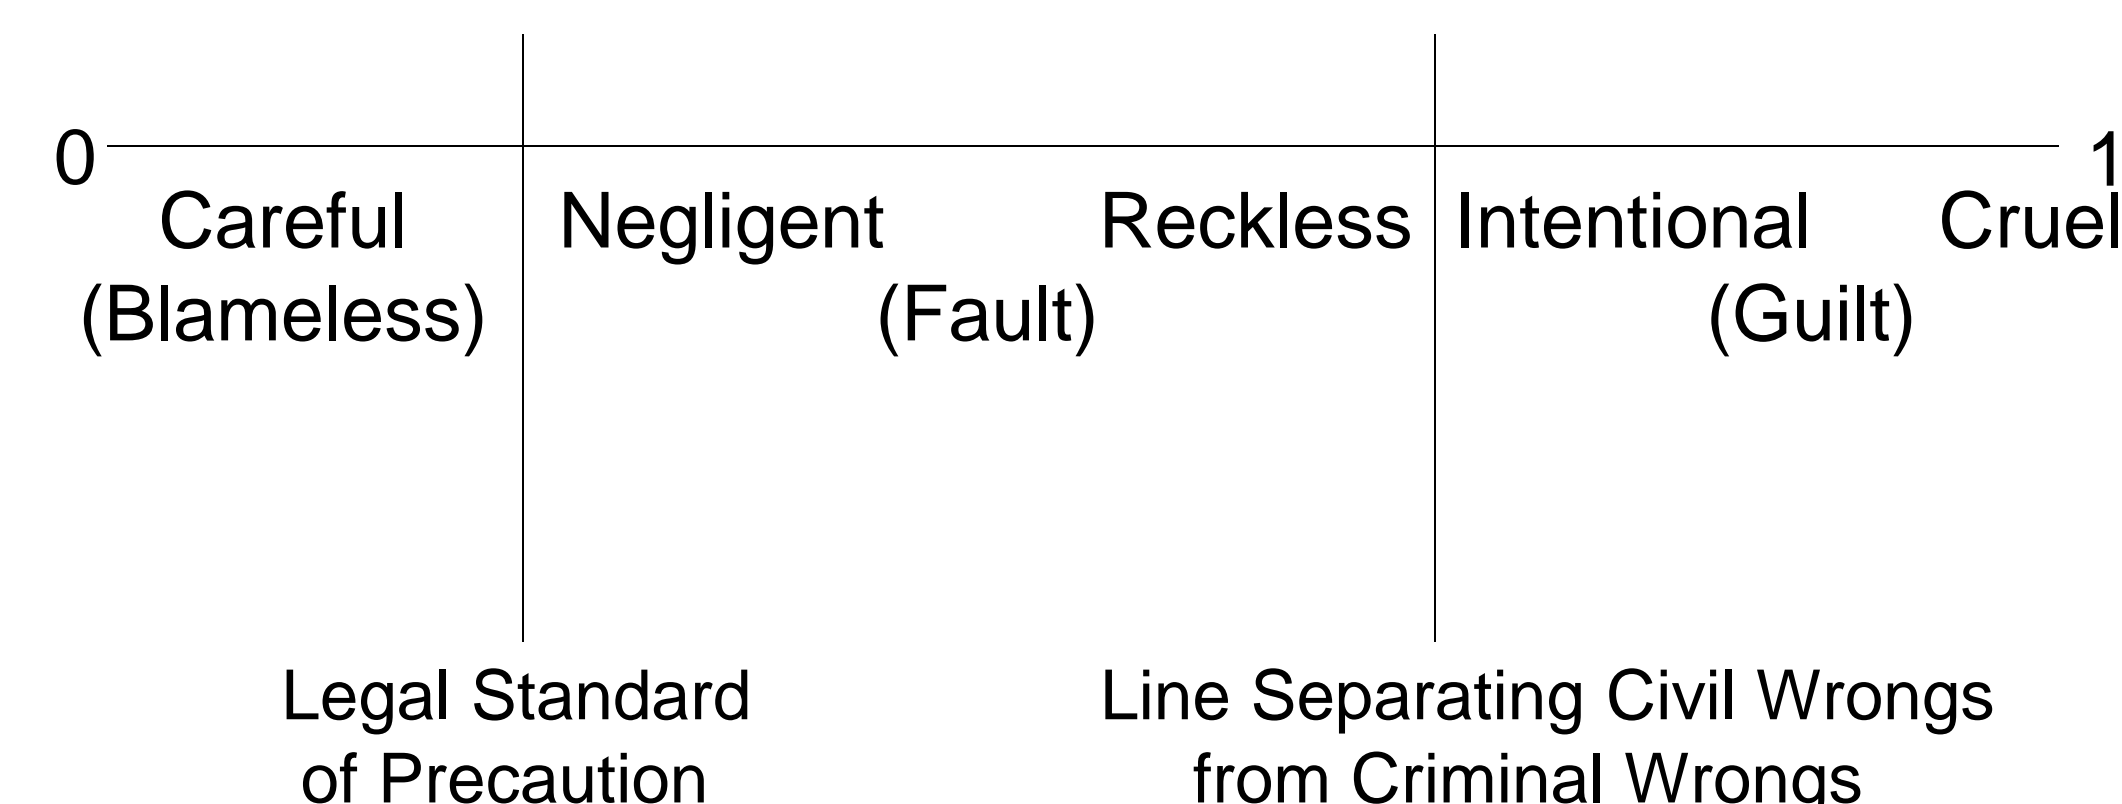 0 1
Careful Negligent Reckless Intentional Cruel
(Blameless) (Fault) (Guilt)
Legal Standard Line Separating Civil Wrongs
of Precaution from Criminal Wrongs